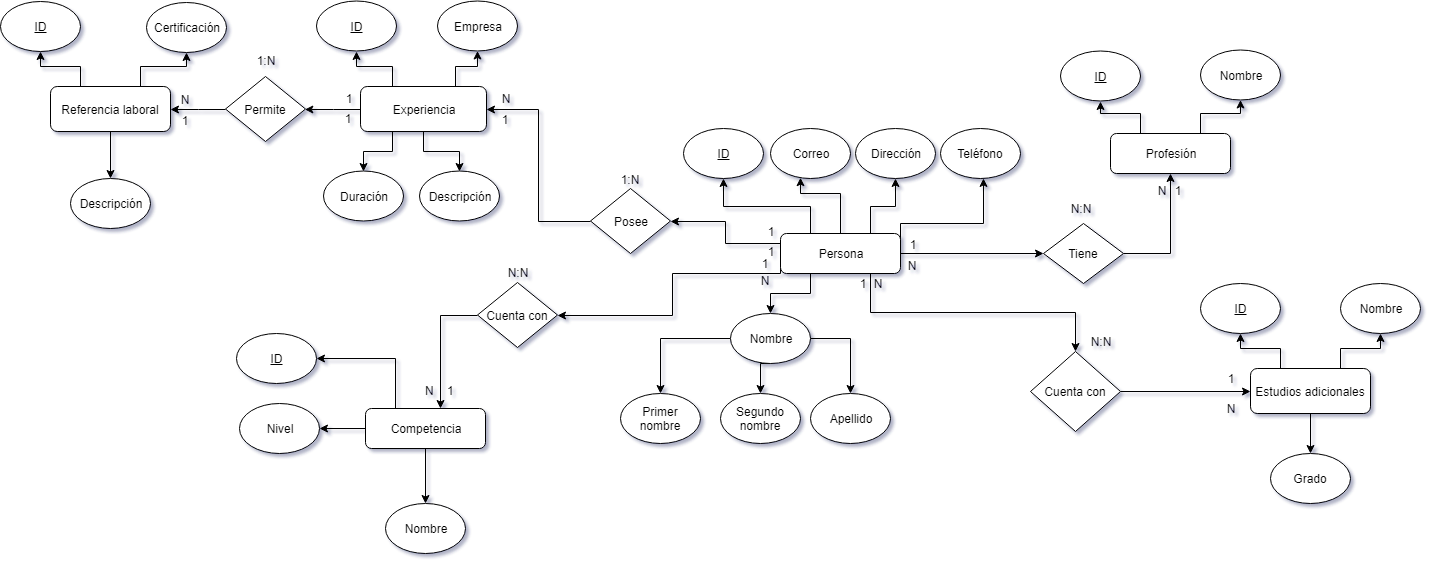 ID
Certificación
ID
Empresa
1:N
Referencia laboral
N
1
Permite
1
1
Experiencia
N
1
Descripción
Duración
Descripción
ID
Nombre
Profesión
N
1
ID
Correo
Dirección
Teléfono
1:N
Posee
1
1
1
N
Persona
1
N
1
N
N:N
Tiene
N:N
Cuenta con
N
1
ID
Nivel
Competencia
Nombre
Nombre
Primer
nombre
Segundo
nombre
Apellido
N:N
Cuenta con
1
N
ID
Nombre
Estudios adicionales
Grado